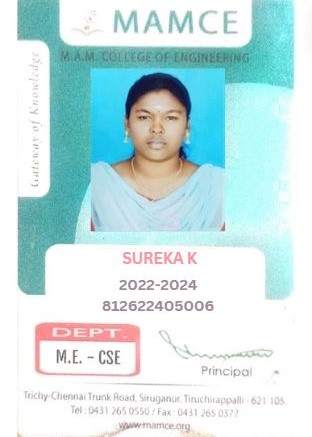 MAMCE
M.A.M. COLLEGE OF ENGINEERING
Gateway of Knowledge
SUREKA K
2022-2024
812622405006
DEPT.
M.E. - CSE
Principal
Trichy-Chennai Trunk Road, Siruganur, Tiruchirappalli - 621 105.
Tel : 0431 265 0550 / Fax : 0431 265 0377
www.mamce.org